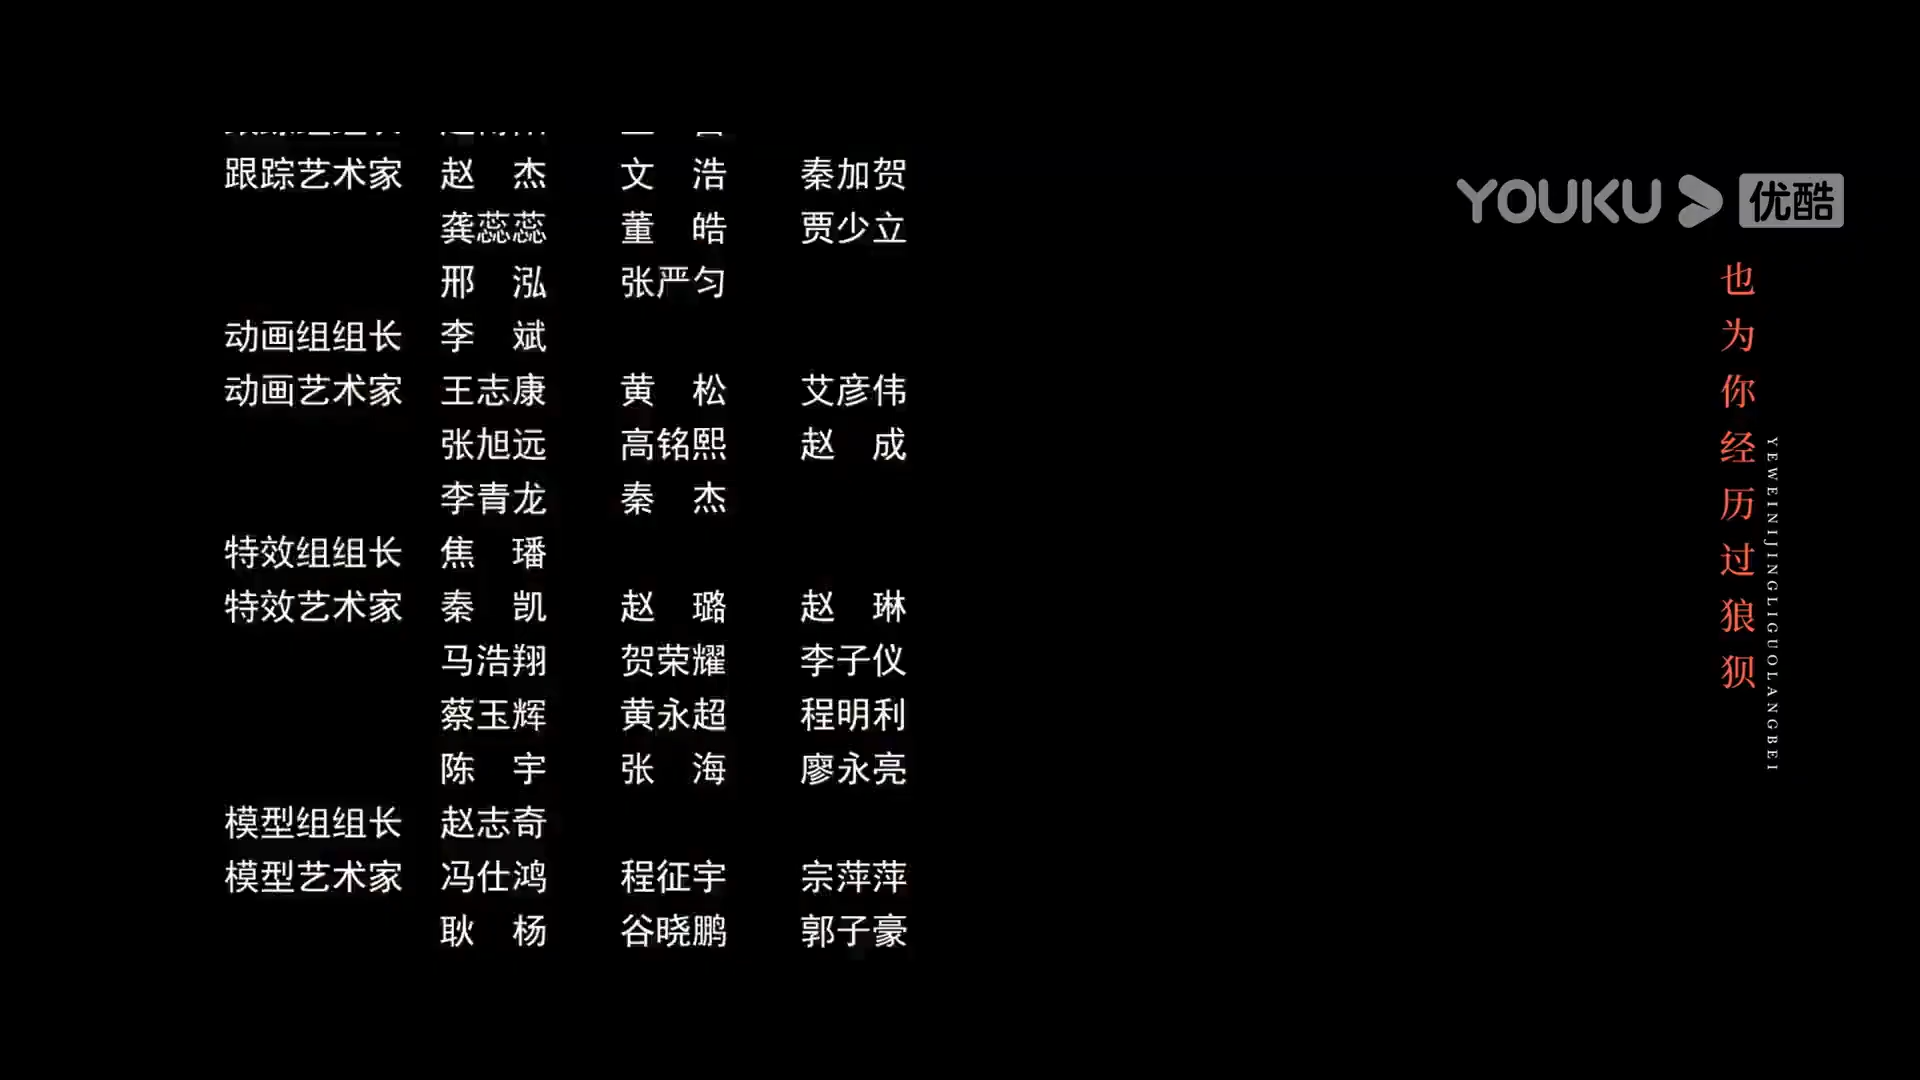 跟踪艺术家 赵 杰 文 浩 秦加贺
龚蕊蕊 董 皓 贾少立
邢 泓 张严匀
动画组组长 李 斌
动画艺术家 王志康 黄 松 艾彦伟
张旭远 高铭熙 赵 成
李青龙 秦 杰
特效组组长 焦 璠
特效艺术家 秦 凯 赵 璐 赵 琳
马浩翔 贺荣耀 李子仪
蔡玉辉 黄永超 程明利
陈 宇 张 海 廖永亮
模型组组长 赵志奇
模型艺术家 冯仕鸿 程征宇 宗萍萍
耿 杨 谷晓鹏 郭子豪
YOUKU 优酷
也为你经历过狼狈
YEWEINIJINGLIGUOLANGBEI